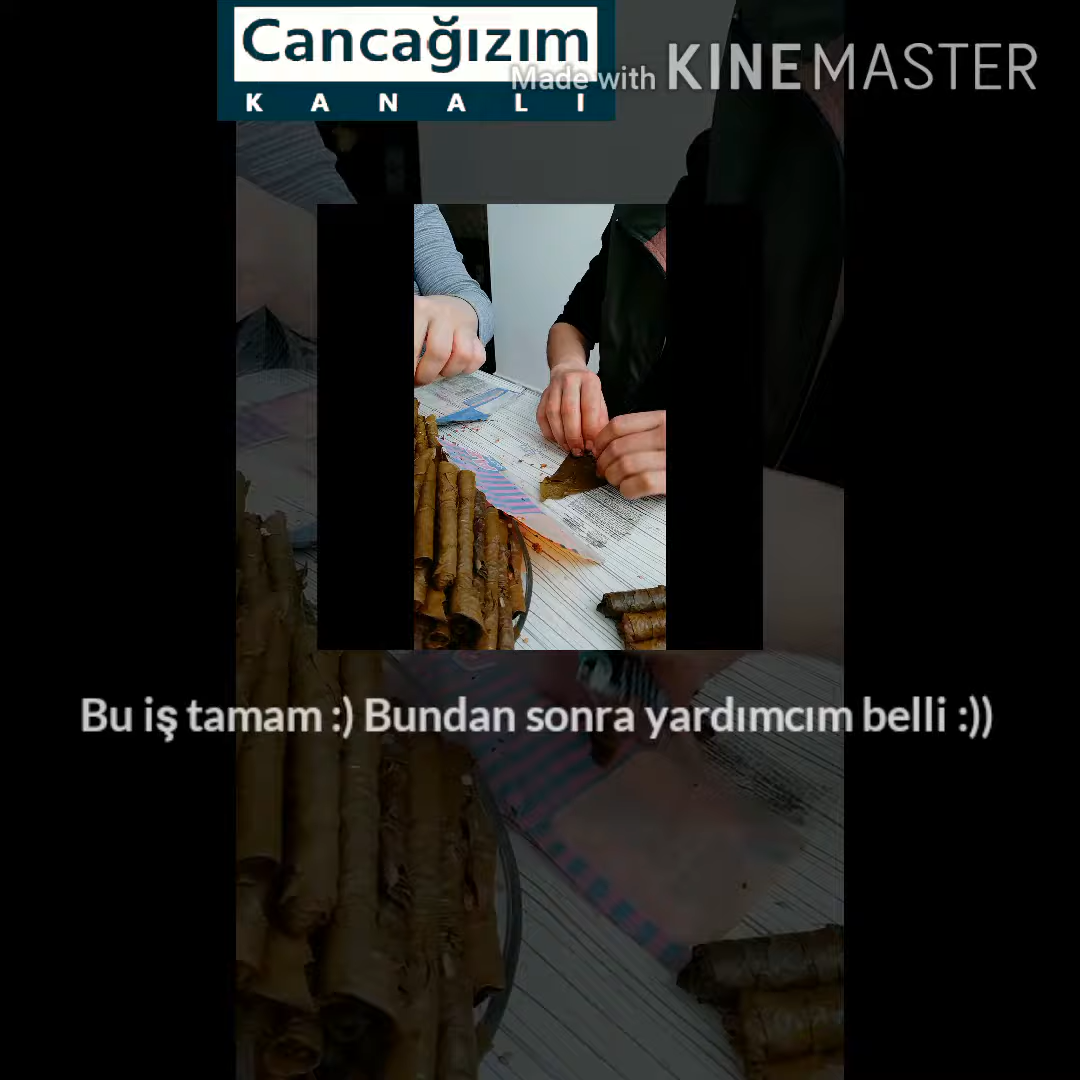 Cancağızım
KANALI
Made with KINEMASTER
Bu iş tamam :) Bundan sonra yardımcım belli :))